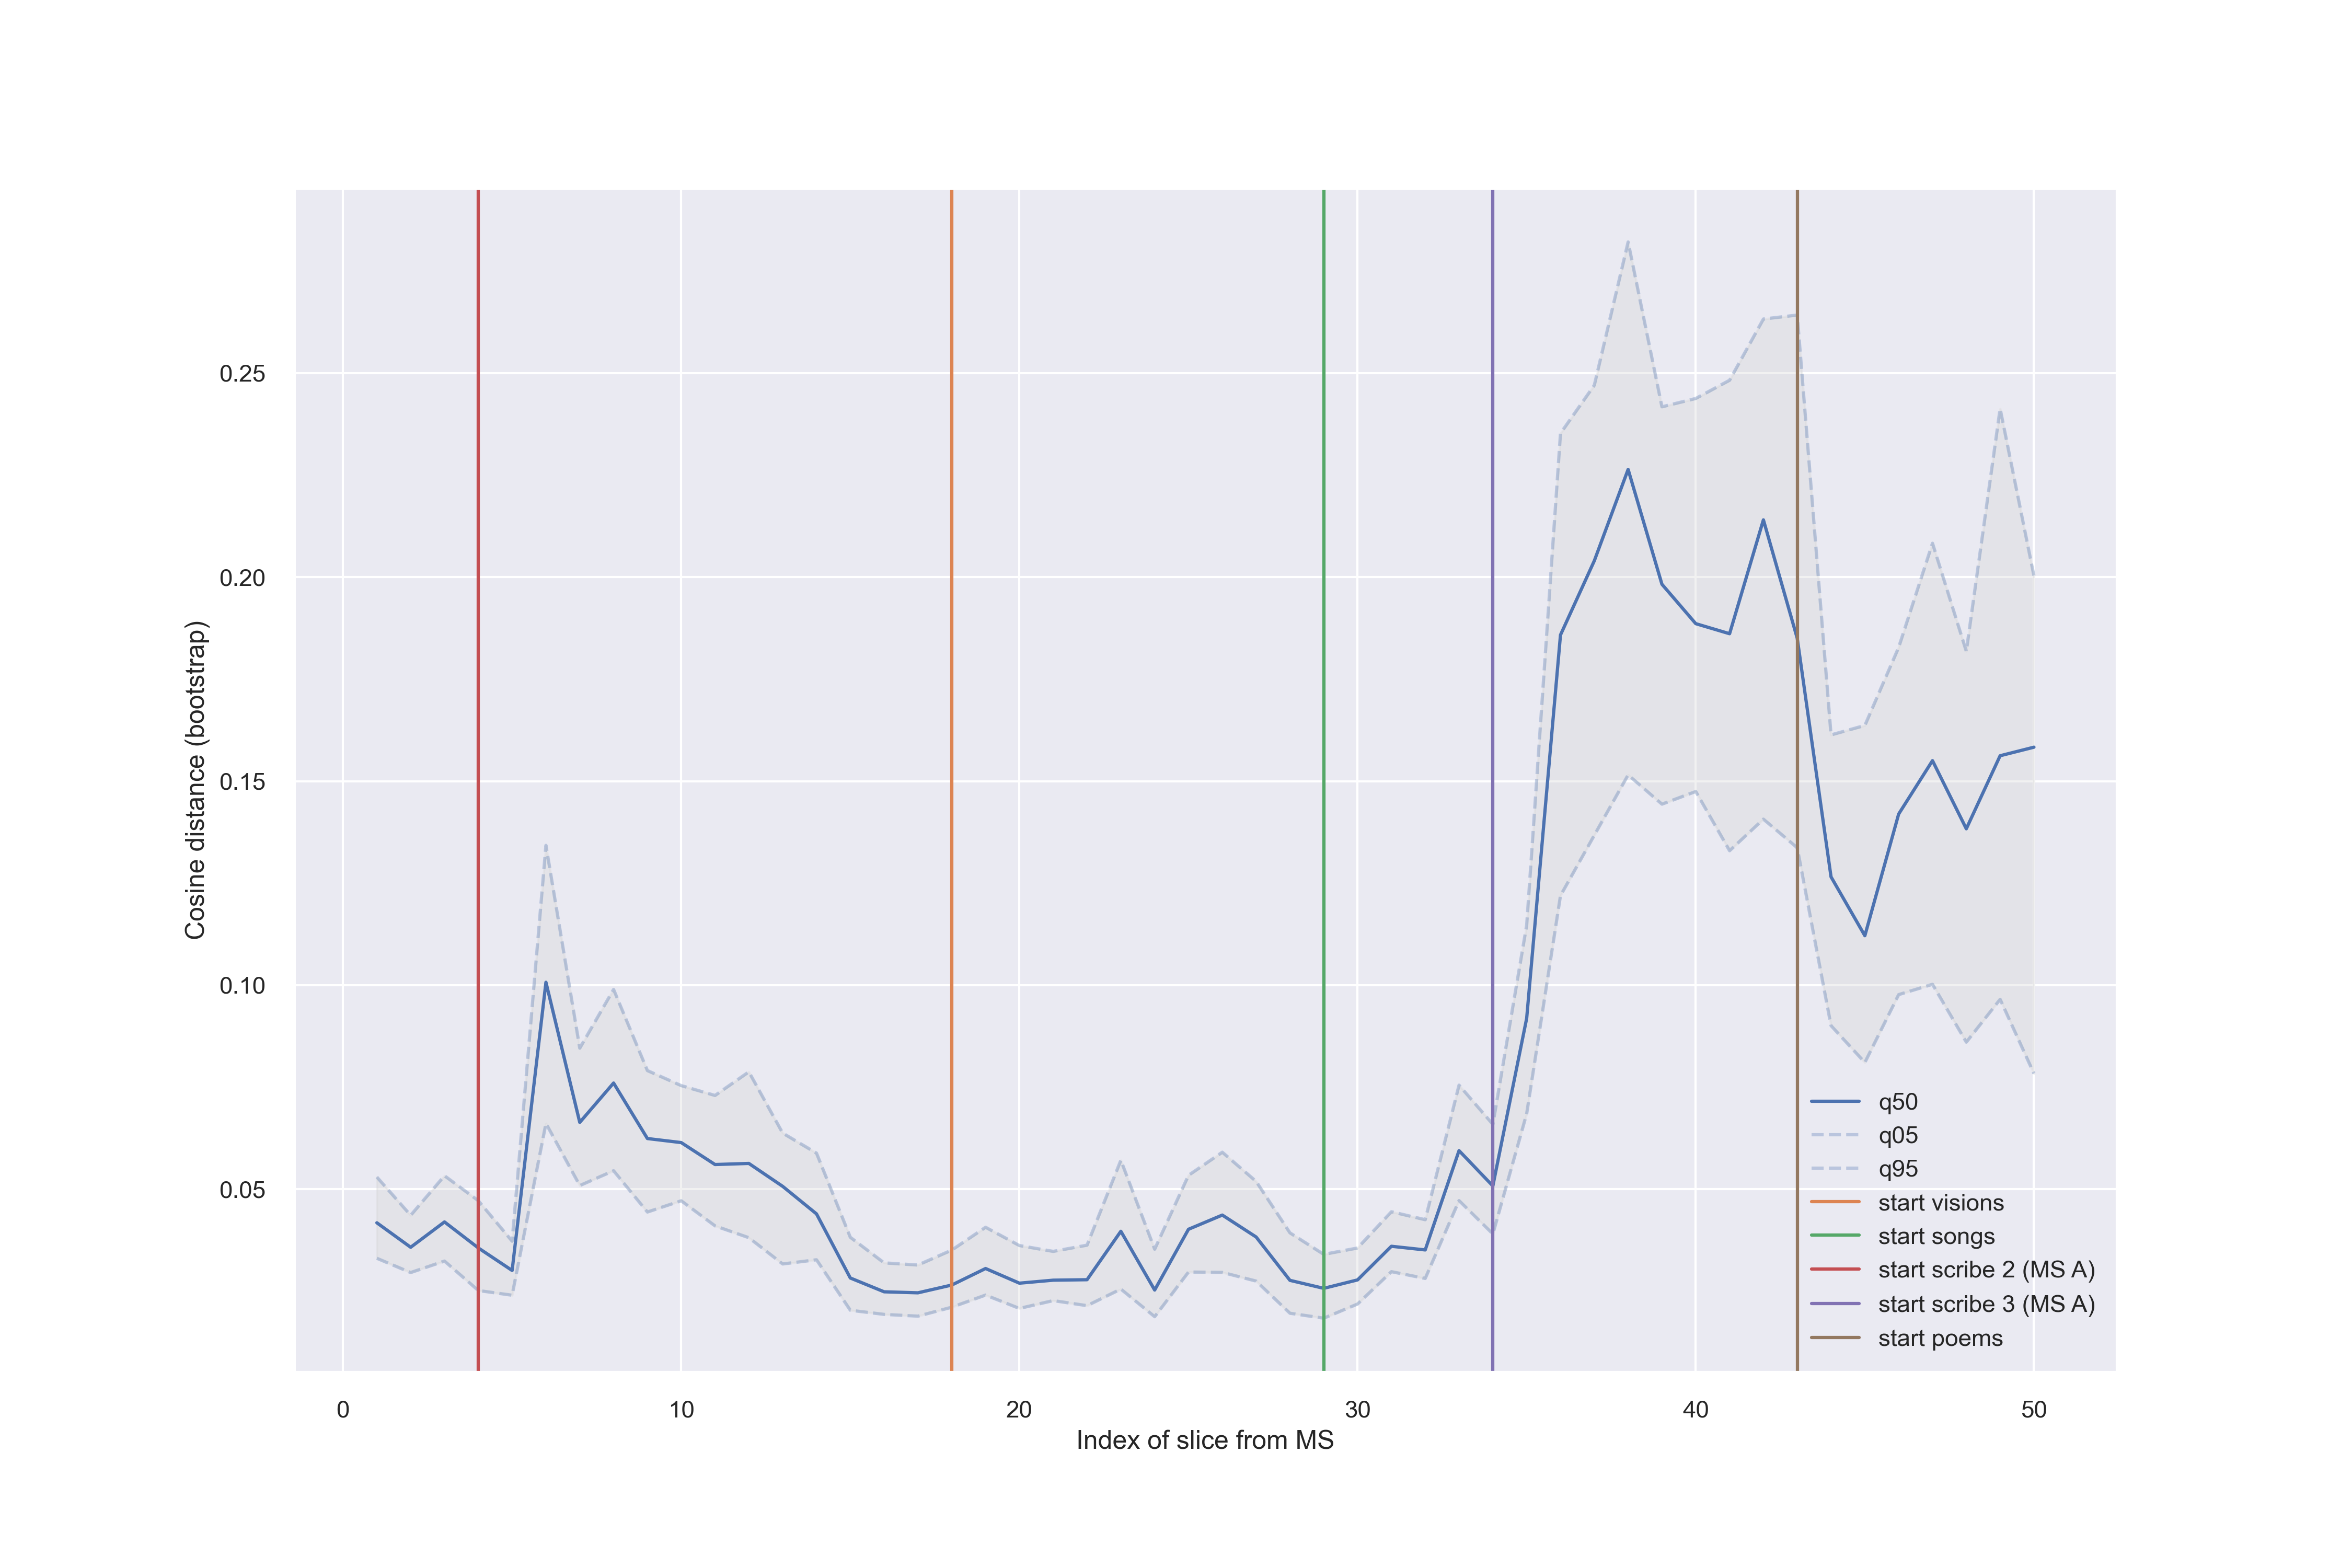 0.25
0.20
0.15
0.10
0.05
Cosine distance (bootstrap)
0 10 20 30 40 50
Index of slice from MS
q50
q05
q95
start visions
start songs
start scribe 2 (MS A)
start scribe 3 (MS A)
start poems